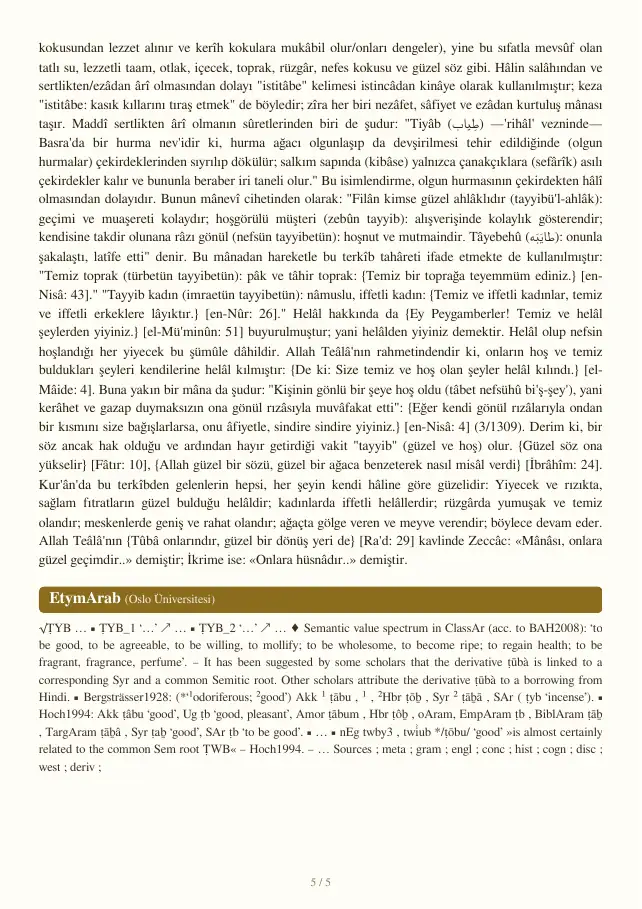 kokusundan lezzet alınır ve kerîh kokulara mukâbil olur/onları dengeler), yine bu sıfatla mevsûf olan
tatlı su, lezzetli taam, otlak, içecek, toprak, rüzgâr, nefes kokusu ve güzel söz gibi. Hâlin salâhından ve
sertlikten/ezâdan ârî olmasından dolayı "istitâbe" kelimesi istincâdan kinâye olarak kullanılmıştır; keza
"istitâbe: kasık kıllarını tıraş etmek" de böyledir; zîra her biri nezâfet, sâfiyet ve ezâdan kurtuluş mânası
taşır. Maddî sertlikten ârî olmanın sûretlerinden biri de şudur: "Tiyâb (طِياب) —'rihâl' vezninde—
Basra'da bir hurma nev'idir ki, hurma ağacı olgunlaşıp da devşirilmesi tehir edildiğinde (olgun
hurmalar) çekirdeklerinden sıyrılıp dökülür; salkım sapında (kibâse) yalnızca çanakçıklara (sefârîk) asılı
çekirdekler kalır ve bununla beraber iri taneli olur." Bu isimlendirme, olgun hurmasının çekirdekten hâlî
olmasından dolayıdır. Bunun mânevî cihetinden olarak: "Filân kimse güzel ahlâklıdır (tayyibü'l-ahlâk):
geçimi ve muaşereti kolaydır; hoşgörülü müşteri (zebûn tayyib): alışverişinde kolaylık gösterendir;
kendisine takdir olunana râzı gönül (nefsün tayyibetün): hoşnut ve mutmaindir. Tâyebehû (طايَبَه): onunla
şakalaştı, latîfe etti" denir. Bu mânadan hareketle bu terkîb tahâreti ifade etmekte de kullanılmıştır:
"Temiz toprak (türbetün tayyibetün): pâk ve tâhir toprak: {Temiz bir toprağa teyemmüm ediniz.} [en-
Nisâ: 43]." "Tayyib kadın (imraetün tayyibetün): nâmuslu, iffetli kadın: {Temiz ve iffetli kadınlar, temiz
ve iffetli erkeklere lâyıktır.} [en-Nûr: 26]." Helâl hakkında da {Ey Peygamberler! Temiz ve helâl
şeylerden yiyiniz.} [el-Mü'minûn: 51] buyurulmuştur; yani helâlden yiyiniz demektir. Helâl olup nefsin
hoşlandığı her yiyecek bu şümûle dâhildir. Allah Teâlâ'nın rahmetindendir ki, onların hoş ve temiz
buldukları şeyleri kendilerine helâl kılmıştır: {De ki: Size temiz ve hoş olan şeyler helâl kılındı.} [el-
Mâide: 4]. Buna yakın bir mâna da şudur: "Kişinin gönlü bir şeye hoş oldu (tâbet nefsühû bi'ş-şey'), yani
kerâhet ve gazap duymaksızın ona gönül rızâsıyla muvâfakat etti": {Eğer kendi gönül rızâlarıyla ondan
bir kısmını size bağışlarlarsa, onu âfiyetle, sindire sindire yiyiniz.} [en-Nisâ: 4] (3/1309). Derim ki, bir
söz ancak hak olduğu ve ardından hayır getirdiği vakit "tayyib" (güzel ve hoş) olur. {Güzel söz ona
yükselir} [Fâtır: 10], {Allah güzel bir sözü, güzel bir ağaca benzeterek nasıl misâl verdi} [İbrâhîm: 24].
Kur'ân'da bu terkîbden gelenlerin hepsi, her şeyin kendi hâline göre güzelidir: Yiyecek ve rızıkta,
sağlam fıtratların güzel bulduğu helâldir; kadınlarda iffetli helâllerdir; rüzgârda yumuşak ve temiz
olandır; meskenlerde geniş ve rahat olandır; ağaçta gölge veren ve meyve verendir; böylece devam eder.
Allah Teâlâ'nın {Tûbâ onlarındır, güzel bir dönüş yeri de} [Ra'd: 29] kavlinde Zeccâc: «Mânâsı, onlara
güzel geçimdir..» demiştir; İkrime ise: «Onlara hüsnâdır..» demiştir.
EtymArab (Oslo Üniversitesi)
√ṬYB … ▪ ṬYB_1 ‘…’ ↗ … ▪ ṬYB_2 ‘…’ ↗ … ♦ Semantic value spectrum in ClassAr (acc. to BAH2008): ‘to
be good, to be agreeable, to be willing, to mollify; to be wholesome, to become ripe; to regain health; to be
fragrant, fragrance, perfume’. – It has been suggested by some scholars that the derivative ṭūbà is linked to a
corresponding Syr and a common Semitic root. Other scholars attribute the derivative ṭūbà to a borrowing from
Hindi. ▪ Bergsträsser1928: (*‘¹odoriferous; ²good’) Akk ¹ ṭābu , ¹ , ²Hbr ṭōḇ , Syr ² ṭāḇā , SAr ( ṭyb ‘incense’). ▪
Hoch1994: Akk ṭâbu ‘good’, Ug ṭb ‘good, pleasant’, Amor ṭābum , Hbr ṭôḇ , oAram, EmpAram ṭb , BiblAram ṭāḇ
, TargAram ṭāḇâ , Syr ṭaḇ ‘good’, SAr ṭb ‘to be good’. ▪ … ▪ nEg twby3 , twi̓ub */ṭōbu/ ‘good’ »is almost certainly
related to the common Sem root ṬWB« – Hoch1994. – … Sources ; meta ; gram ; engl ; conc ; hist ; cogn ; disc ;
west ; deriv ;
5 / 5